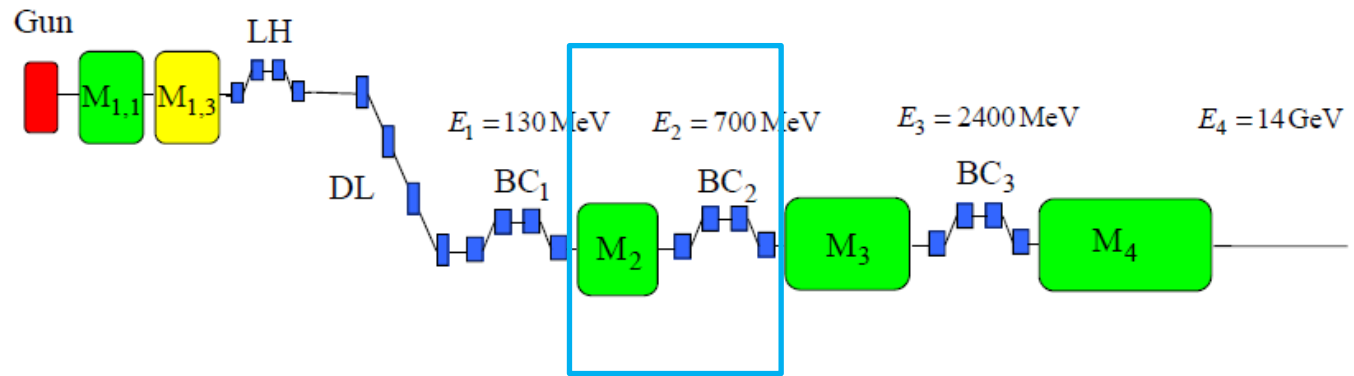 Gun
LH
M1,1
M1,3
E1 = 130 MeV
E2 = 700 MeV
E3 = 2400 MeV
E4 = 14 GeV
DL
BC1
BC2
BC3
M2
M3
M4